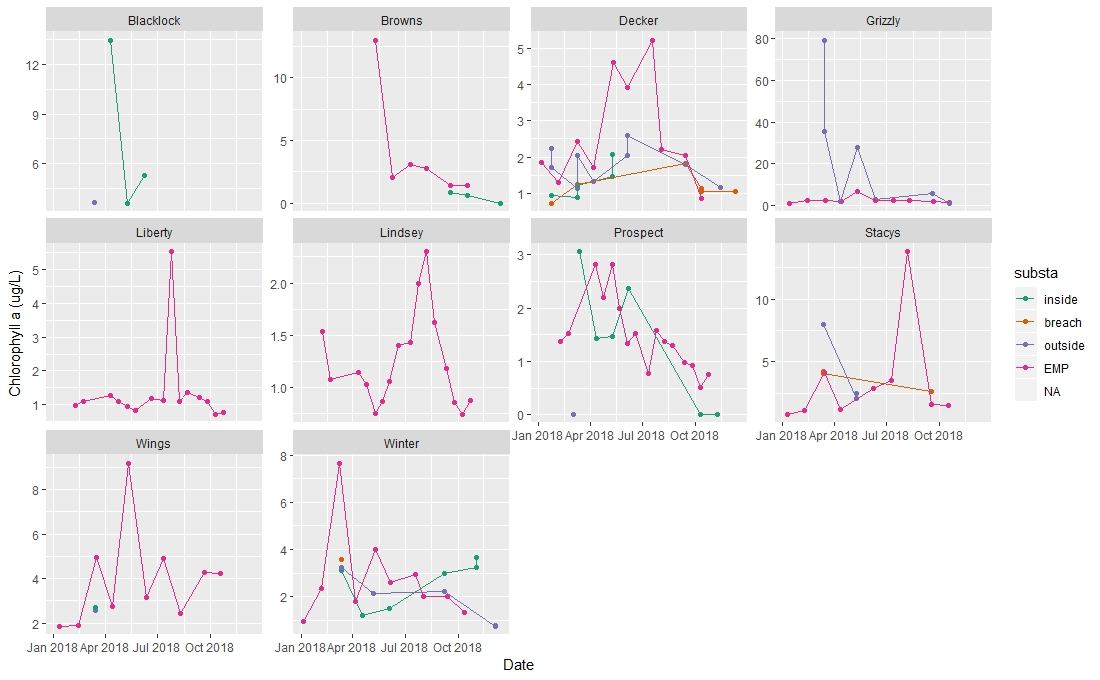 Blacklock Browns Decker Grizzly
12
9
6
10
5
0
5
4
3
2
1
80
60
40
20
0
Liberty Lindsey Prospect Stacys
5
4
3
2
1
2.0
1.5
1.0
3
2
1
0
10
5
Jan 2018 Apr 2018 Jul 2018 Oct 2018
Jan 2018 Apr 2018 Jul 2018 Oct 2018
Wings Winter
8
6
4
2
8
6
4
2
Jan 2018 Apr 2018 Jul 2018 Oct 2018
Jan 2018 Apr 2018 Jul 2018 Oct 2018
Chlorophyll a (ug/L)
Date
substa
inside
breach
outside
EMP
NA